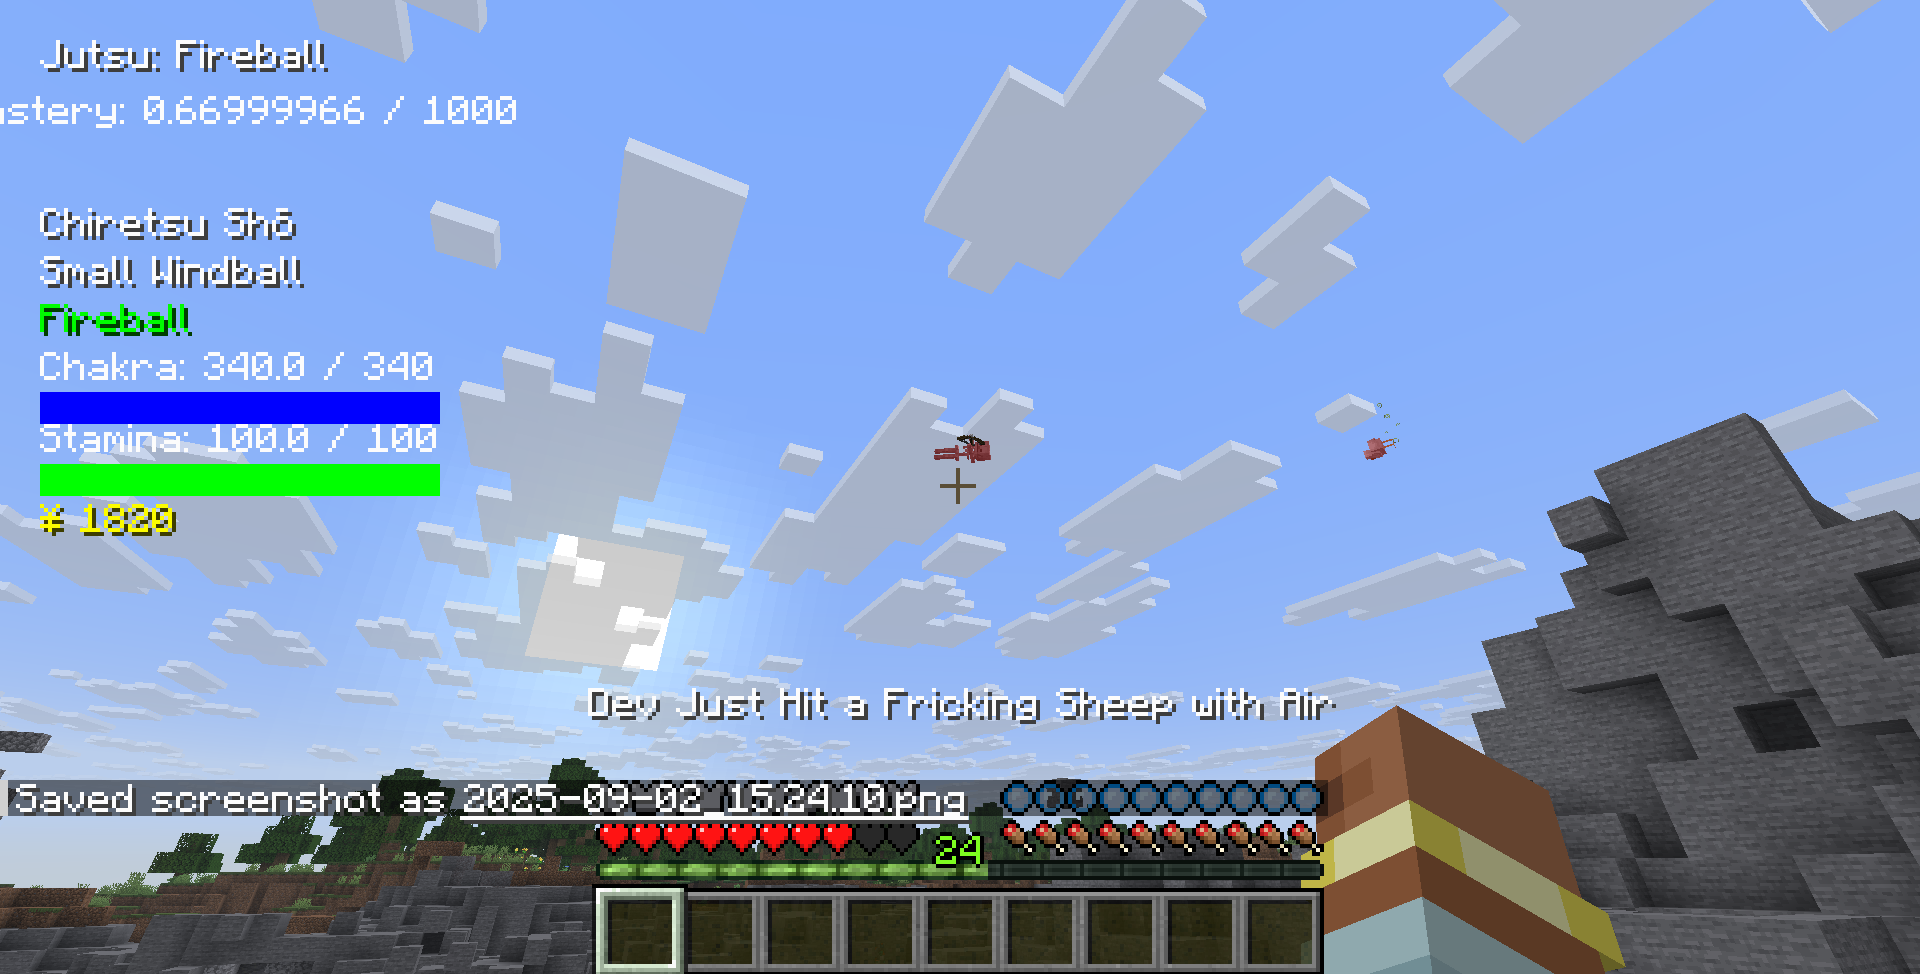 Jutsu: Fireball
astery: 0.66999966 / 1000
Chiretsu Shō
Small Windball
Fireball
Chakra: 340.0 / 340
Stamina: 100.0 / 100
¥ 1820
Dev Just Hit a Fricking Sheep with Air
Saved screenshot as 2025-09-02_15.24.10.png
24